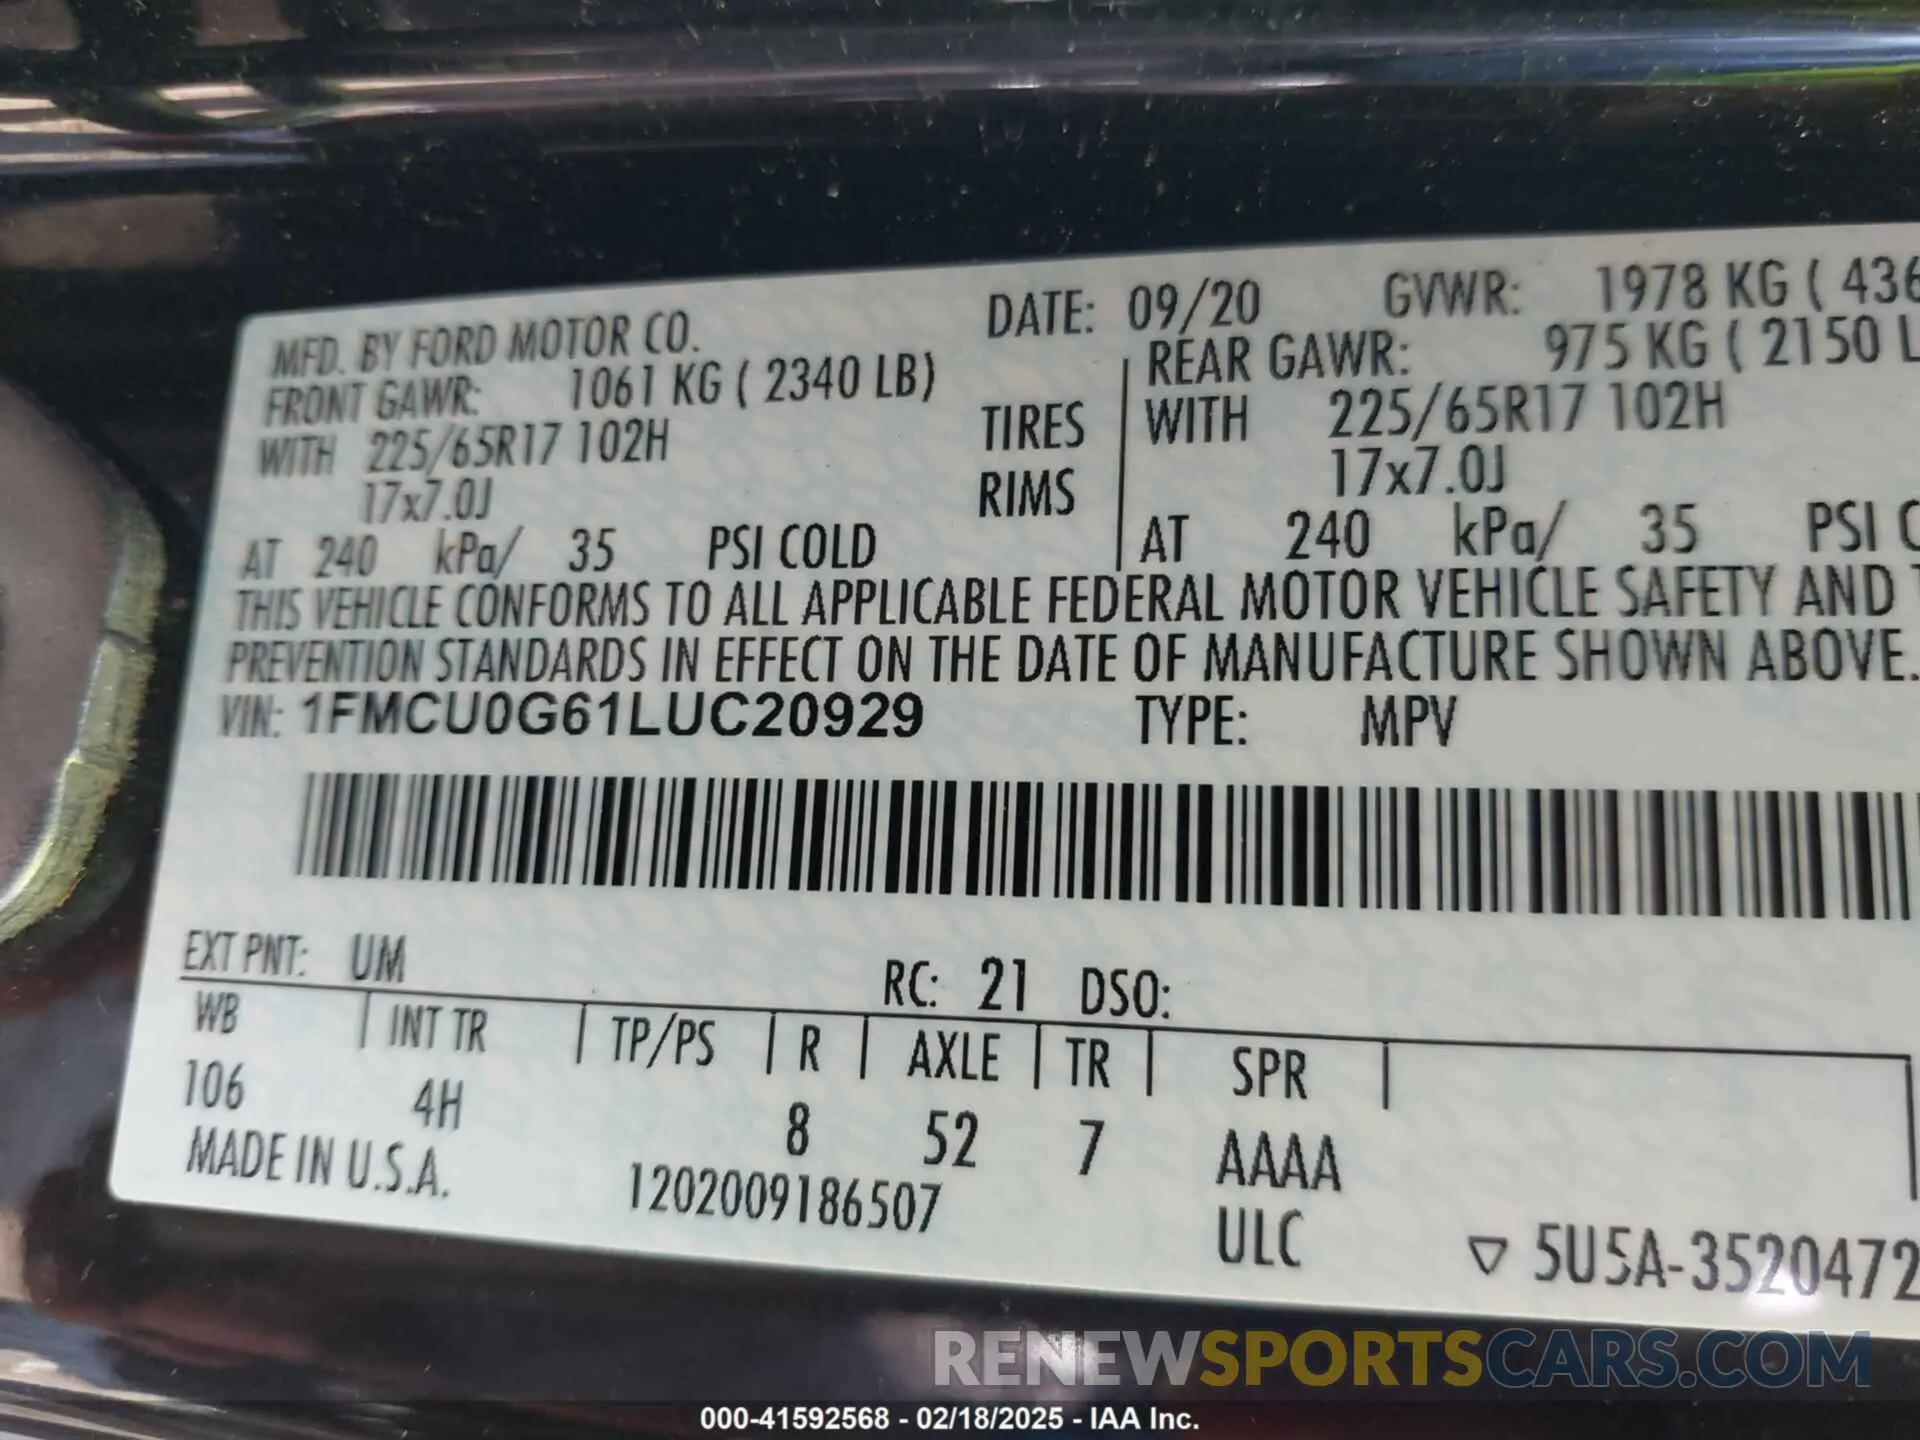 MFD. BY FORD MOTOR CO. DATE: 09/20 GVWR: 1978 KG ( 436
FRONT GAWR: 1061 KG ( 2340 LB) REAR GAWR: 975 KG ( 2150 L
WITH 225/65R17 102H TIRES WITH 225/65R17 102H
17x7.0J RIMS 17x7.0J
AT 240 kPa/ 35 PSI COLD AT 240 kPa/ 35 PSI C
THIS VEHICLE CONFORMS TO ALL APPLICABLE FEDERAL MOTOR VEHICLE SAFETY AND T
PREVENTION STANDARDS IN EFFECT ON THE DATE OF MANUFACTURE SHOWN ABOVE.
VIN: 1FMCU0G61LUC20929 TYPE: MPV
EXT PNT: UM RC: 21 DSO:
WB INT TR TP/PS R AXLE TR SPR
106 4H 8 52 7 AAAA
MADE IN U.S.A. 1202009186507 ULC ▽ 5U5A-3520472
RENEWSPORTSCARS.COM
000-41592568 - 02/18/2025 - IAA Inc.